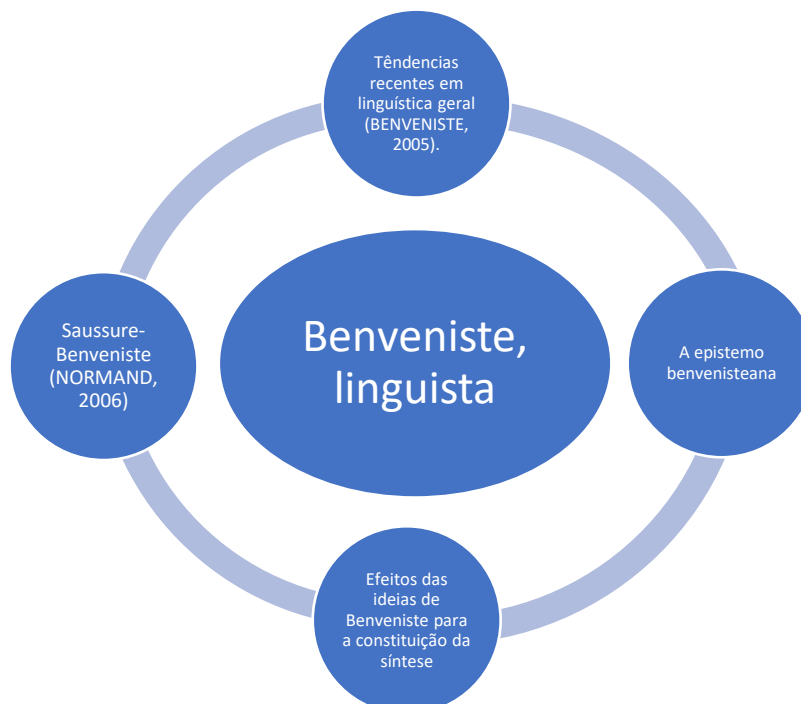 Têndencias
recentes em
linguística geral
(BENVENISTE,
2005).
Benveniste,
linguista
Saussure-
Benveniste
(NORMAND,
2006)
A epistemo
benvenisteana
Efeitos das
ideias de
Benveniste para
a constituição da
síntese